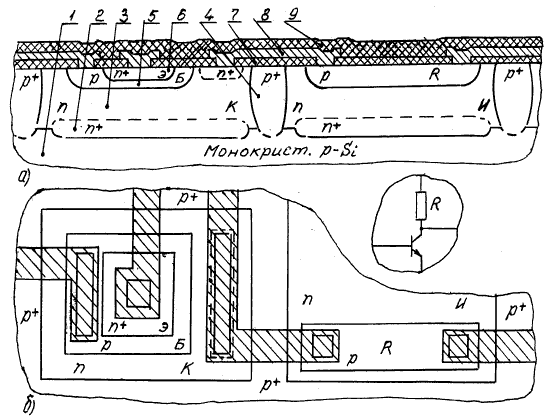 1 2 3 5 6 4 7 8 9
p+ p n+ Э Б n+ p+ p R p+
n К n И
n+ n+
Монокрист. p-Si
а)
p+
R
n И
p+ n+ Э p+
p Б
R
n К p
p+
б)